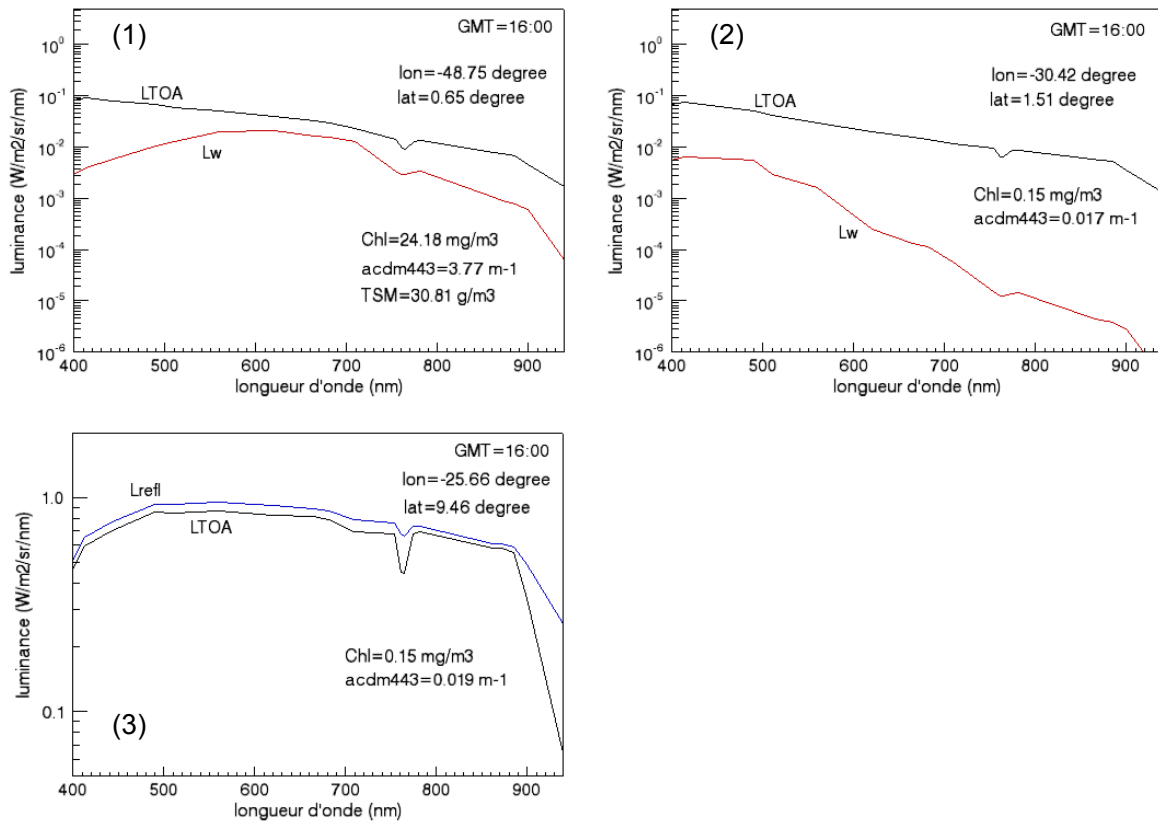 (1)
GMT=16:00
lon=-48.75 degree
lat=0.65 degree
LTOA
Lw
Chl=24.18 mg/m3
acdm443=3.77 m-1
TSM=30.81 g/m3
luminance (W/m2/sr/nm)
10^0
10^-1
10^-2
10^-3
10^-4
10^-5
10^-6
400 500 600 700 800 900
longueur d'onde (nm)
(2)
GMT=16:00
lon=-30.42 degree
lat=1.51 degree
LTOA
Chl=0.15 mg/m3
acdm443=0.017 m-1
Lw
luminance (W/m2/sr/nm)
10^0
10^-1
10^-2
10^-3
10^-4
10^-5
10^-6
400 500 600 700 800 900
longueur d'onde (nm)
GMT=16:00
lon=-25.66 degree
lat=9.46 degree
Lrefl
LTOA
Chl=0.15 mg/m3
acdm443=0.019 m-1
(3)
luminance (W/m2/sr/nm)
1.0
0.1
400 500 600 700 800 900
longueur d'onde (nm)